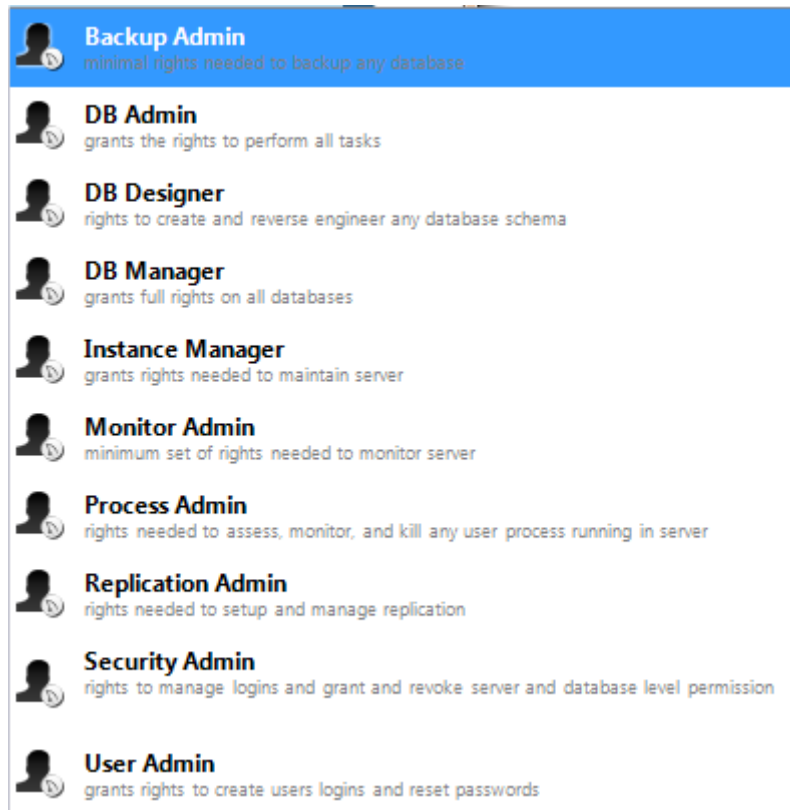 Backup Admin
minimal rights needed to backup any database
DB Admin
grants the rights to perform all tasks
DB Designer
rights to create and reverse engineer any database schema
DB Manager
grants full rights on all databases
Instance Manager
grants rights needed to maintain server
Monitor Admin
minimum set of rights needed to monitor server
Process Admin
rights needed to assess, monitor, and kill any user process running in server
Replication Admin
rights needed to setup and manage replication
Security Admin
rights to manage logins and grant and revoke server and database level permission
User Admin
grants rights to create users logins and reset passwords